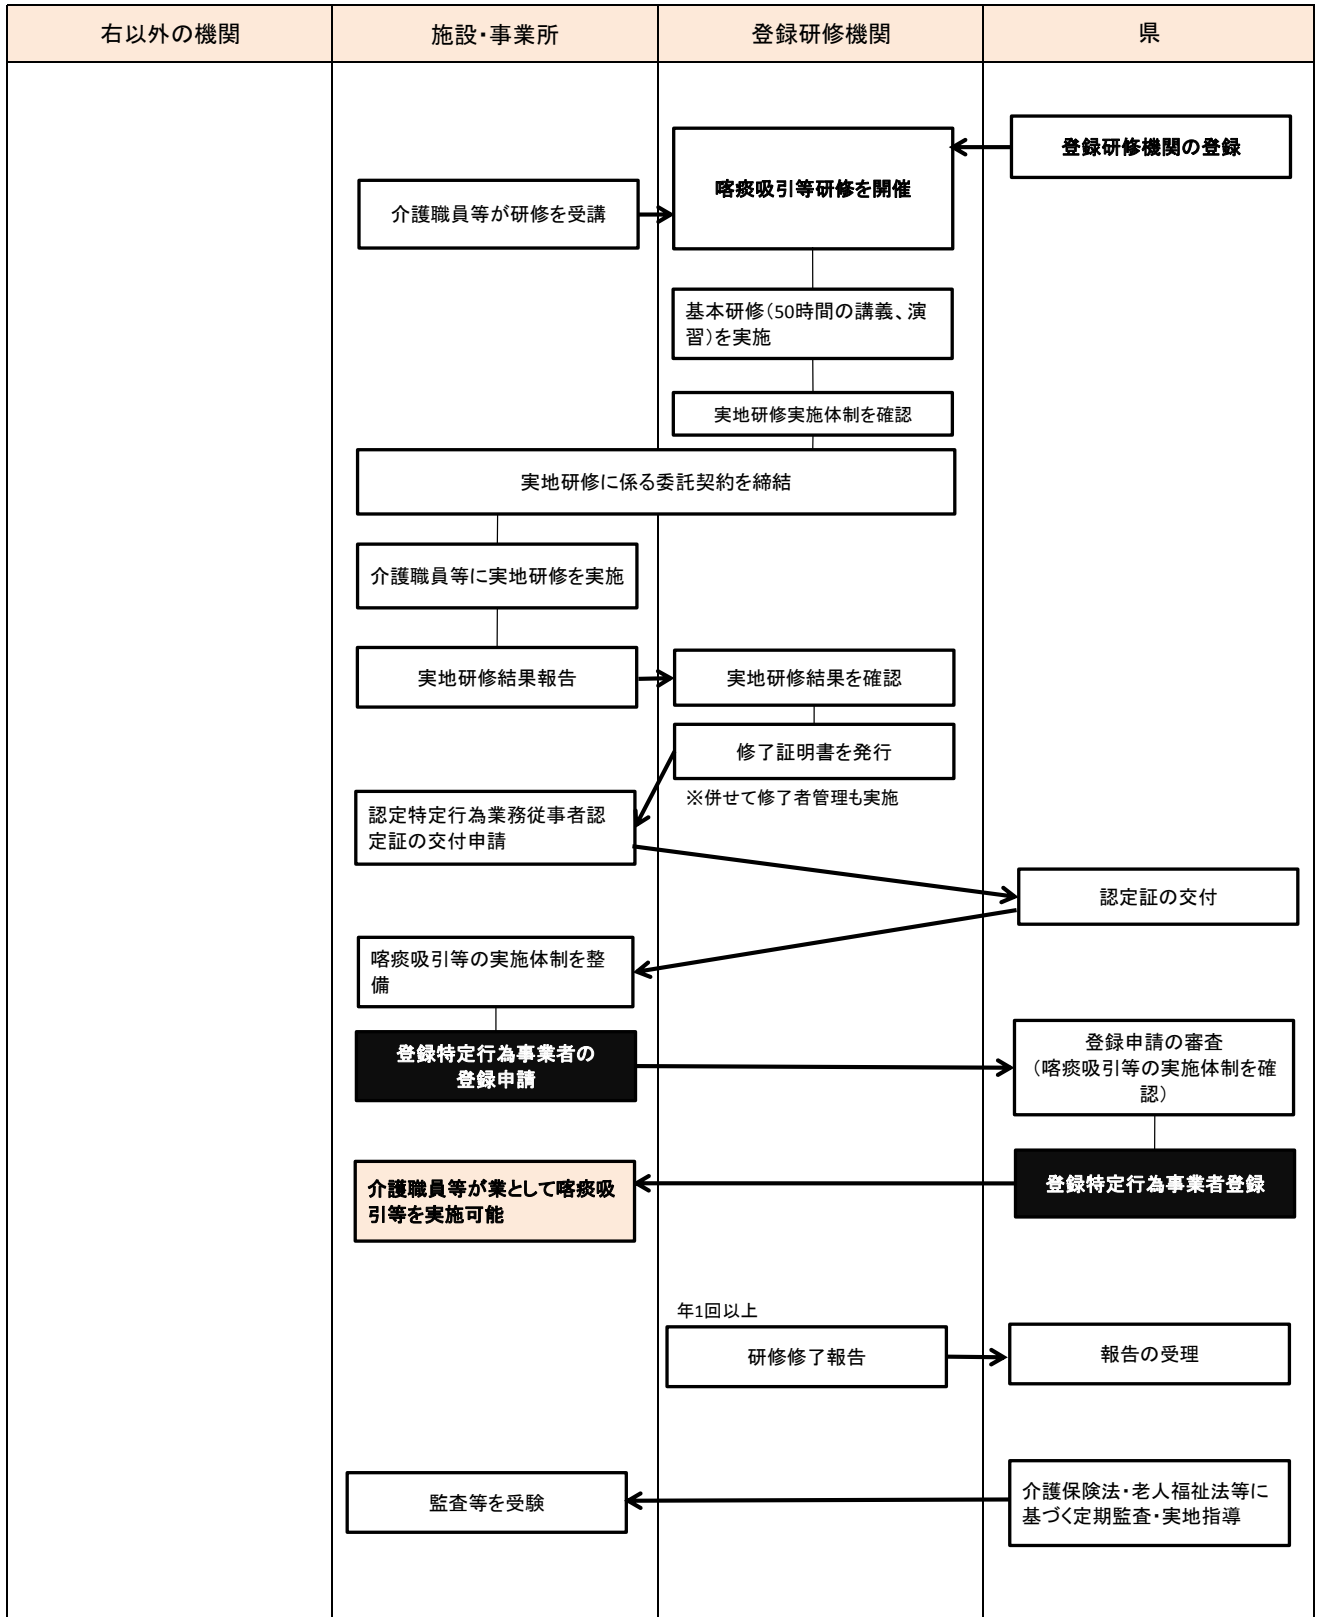 右以外の機関
施設・事業所
登録研修機関
県
登録研修機関の登録
喀痰吸引等研修を開催
介護職員等が研修を受講
基本研修（50時間の講義、演
習）を実施
実地研修実施体制を確認
実地研修に係る委託契約を締結
介護職員等に実地研修を実施
実地研修結果報告
実地研修結果を確認
修了証明書を発行
※併せて修了者管理も実施
認定特定行為業務従事者認
定証の交付申請
認定証の交付
喀痰吸引等の実施体制を整
備
登録特定行為事業者の
登録申請
登録申請の審査
（喀痰吸引等の実施体制を確
認）
登録特定行為事業者登録
介護職員等が業として喀痰吸
引等を実施可能
年1回以上
研修修了報告
報告の受理
監査等を受験
介護保険法・老人福祉法等に
基づく定期監査・実地指導